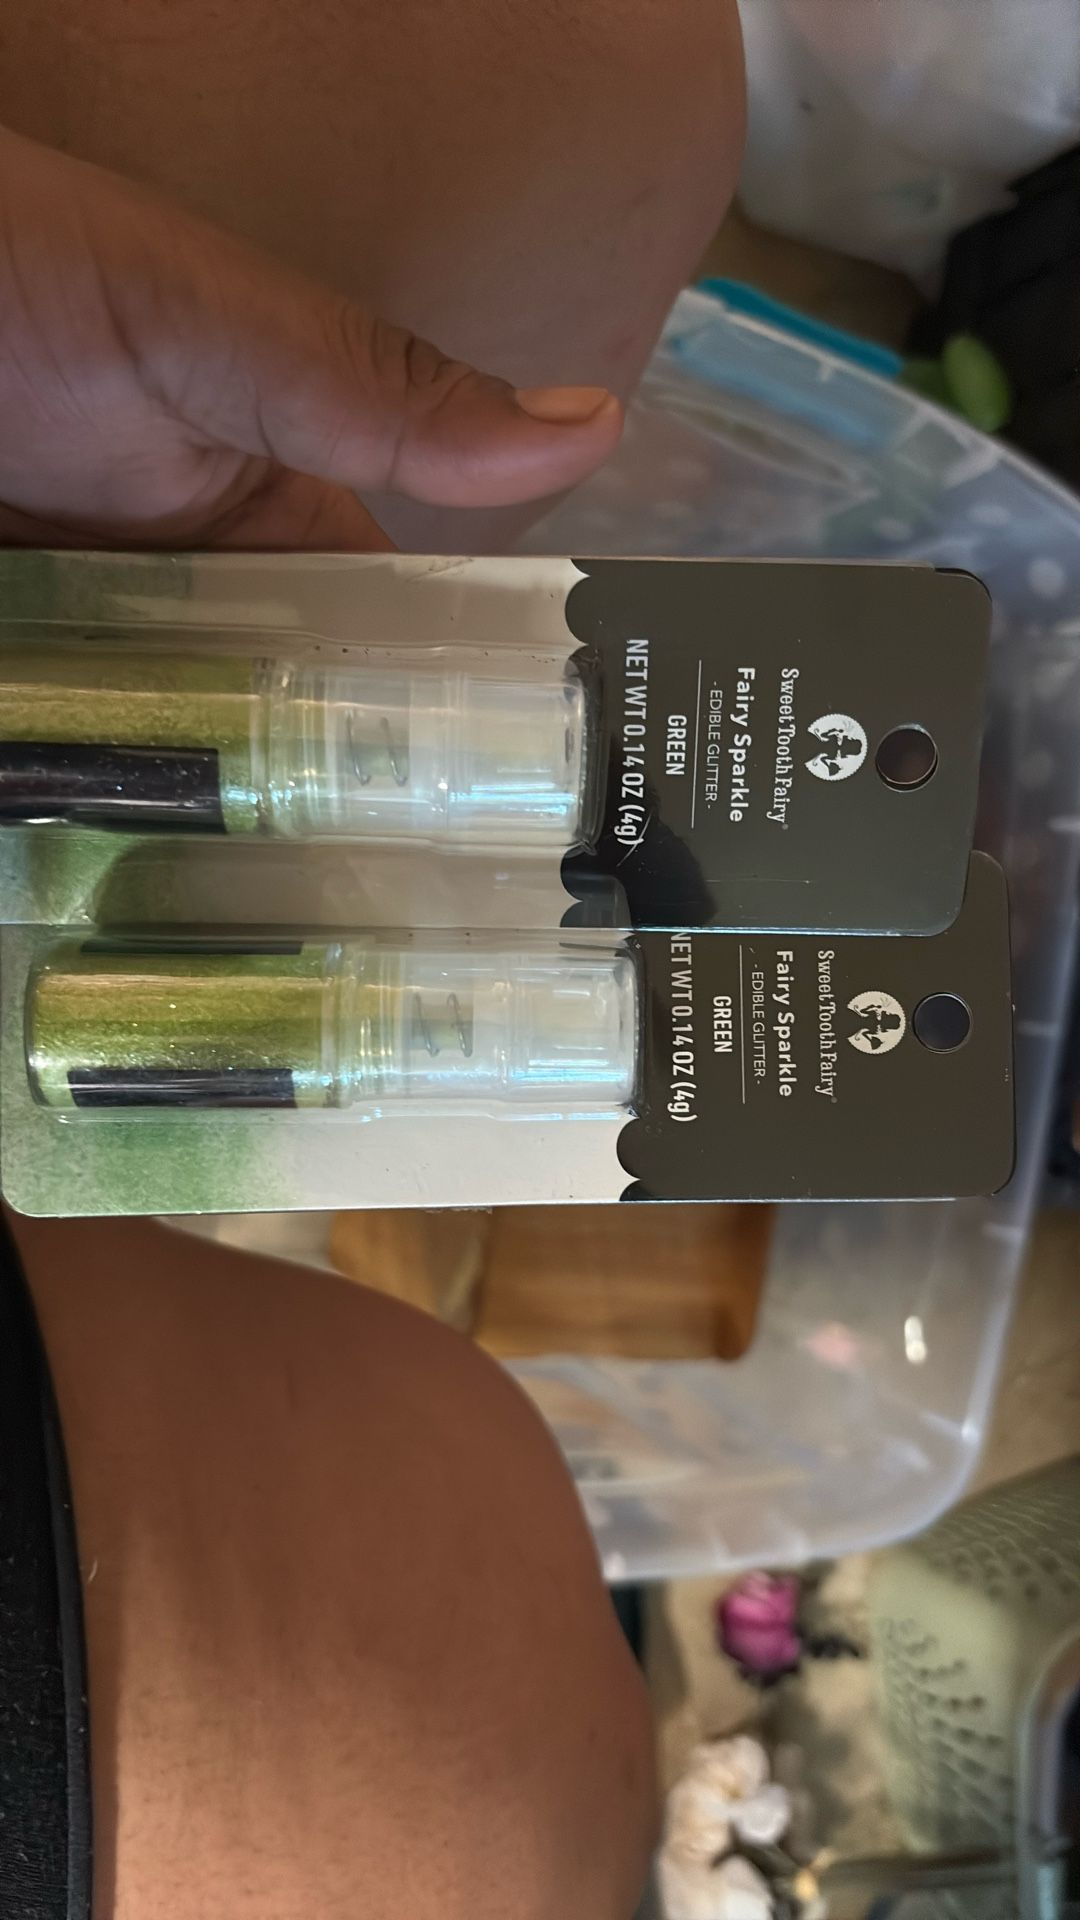 SweetToothFairy®
Fairy Sparkle
- EDIBLE GLITTER -
GREEN
NET WT 0.14 OZ (4g)
SweetToothFairy®
Fairy Sparkle
- EDIBLE GLITTER -
GREEN
NET WT 0.14 OZ (4g)